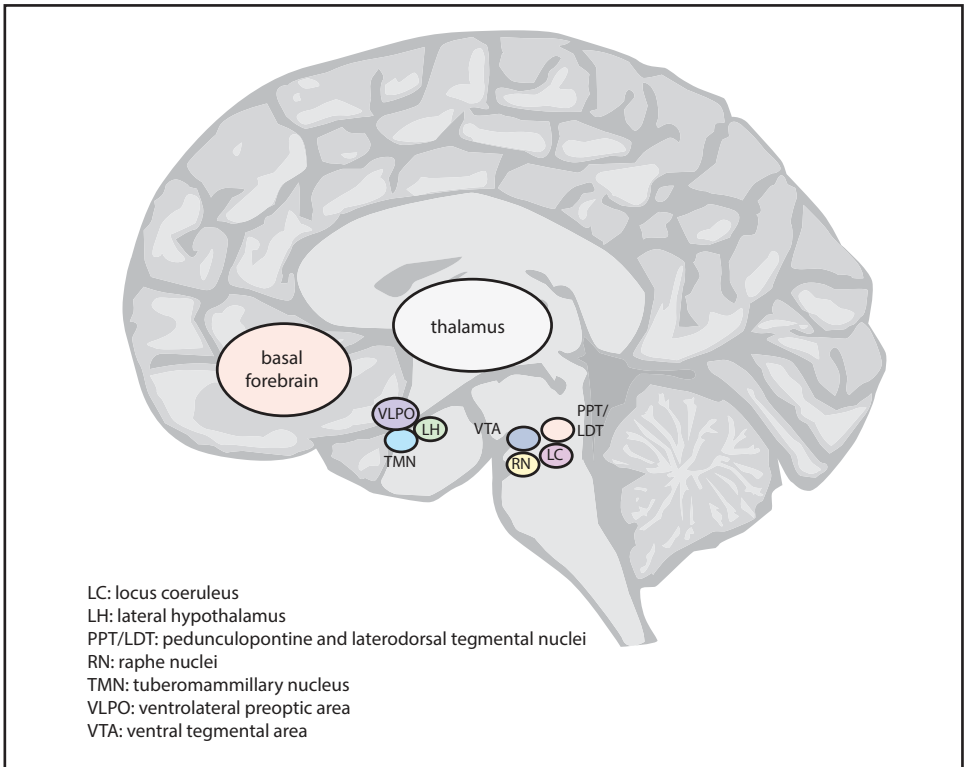 thalamus
basal
forebrain
VLPO
LH
TMN
VTA
PPT/
LDT
RN
LC
LC: locus coeruleus
LH: lateral hypothalamus
PPT/LDT: pedunculopontine and laterodorsal tegmental nuclei
RN: raphe nuclei
TMN: tuberomammillary nucleus
VLPO: ventrolateral preoptic area
VTA: ventral tegmental area